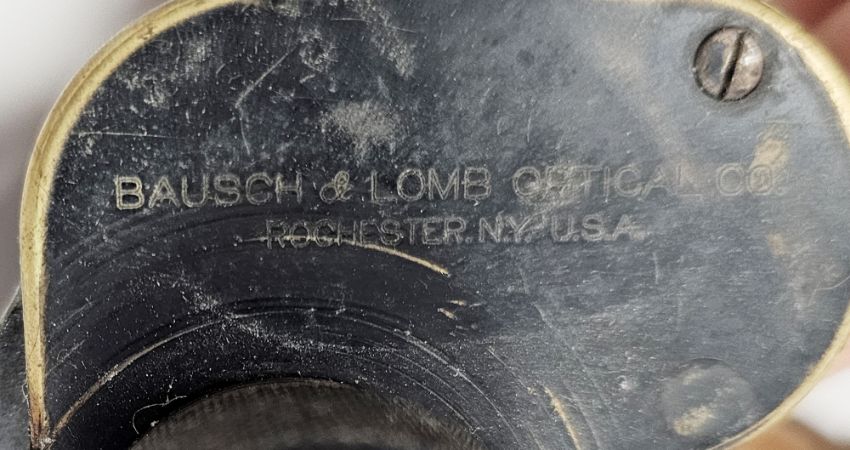 BAUSCH & LOMB OPTICAL CO.
ROCHESTER. N.Y. U.S.A.